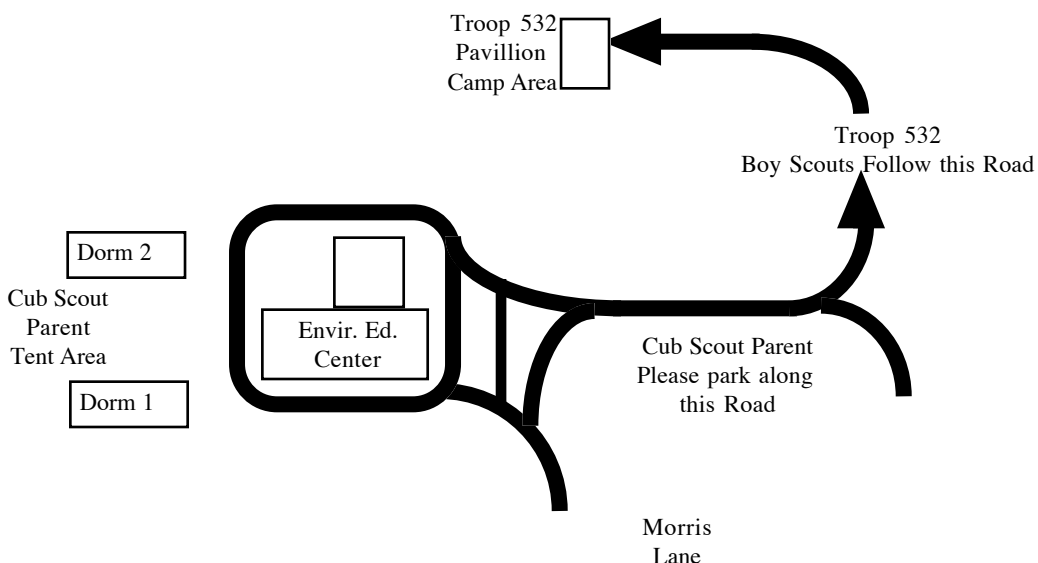 Troop 532
Pavillion
Camp Area
Troop 532
Boy Scouts Follow this Road
Dorm 2
Cub Scout
Parent
Tent Area
Dorm 1
Envir. Ed.
Center
Cub Scout Parent
Please park along
this Road
Morris
Lane